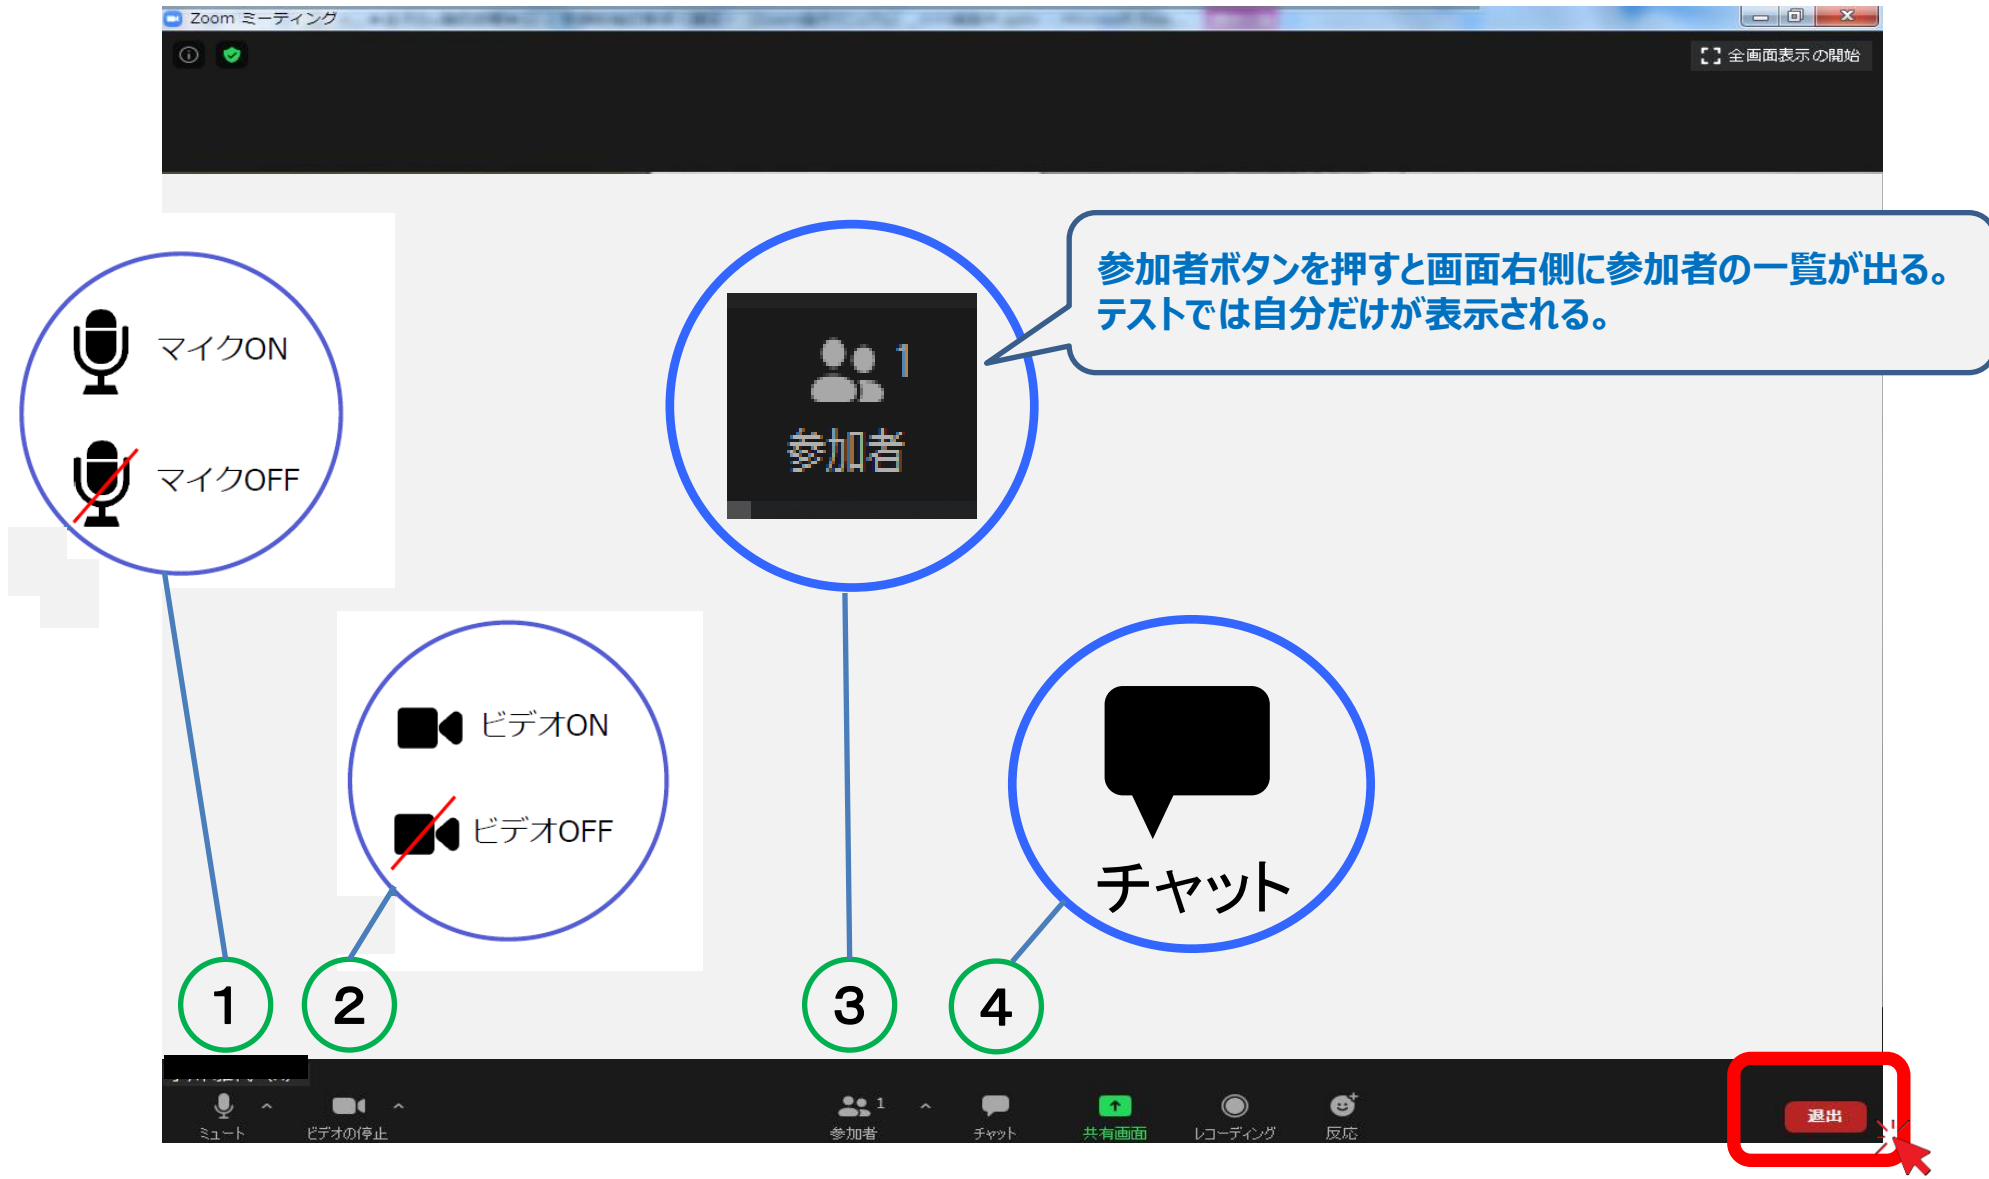 Zoom ミーティング
全画面表示の開始
参加者ボタンを押すと画面右側に参加者の一覧が出る。
テストでは自分だけが表示される。
マイクON
マイクOFF
1
参加者
ビデオON
ビデオOFF
チャット
1
2
3
4
1
ミュート
ビデオの停止
参加者
チャット
共有画面
レコーディング
反応
退出